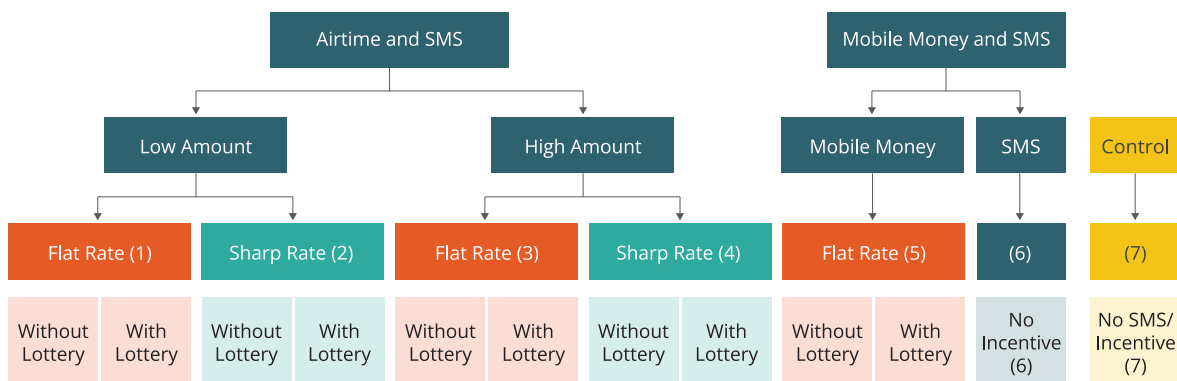 Airtime and SMS
Mobile Money and SMS
Low Amount
High Amount
Mobile Money
SMS
Control
Flat Rate (1)
Sharp Rate (2)
Flat Rate (3)
Sharp Rate (4)
Flat Rate (5)
(6)
(7)
Without
Lottery
With
Lottery
Without
Lottery
With
Lottery
Without
Lottery
With
Lottery
Without
Lottery
With
Lottery
Without
Lottery
With
Lottery
No
Incentive
(6)
No SMS/
Incentive
(7)